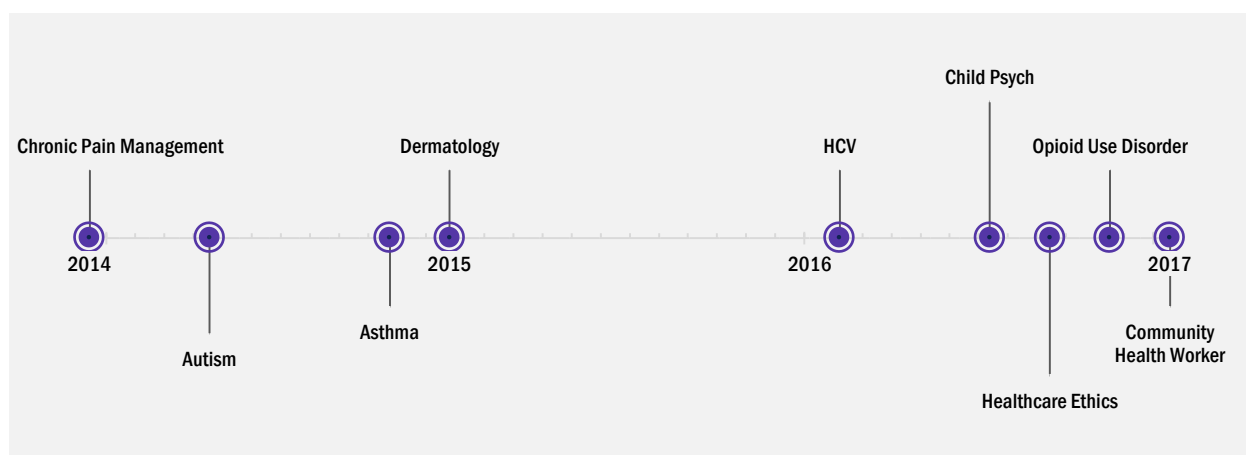 Child Psych
Chronic Pain Management
Dermatology
HCV
Opioid Use Disorder
2014
2015
2016
2017
Autism
Asthma
Community
Health Worker
Healthcare Ethics